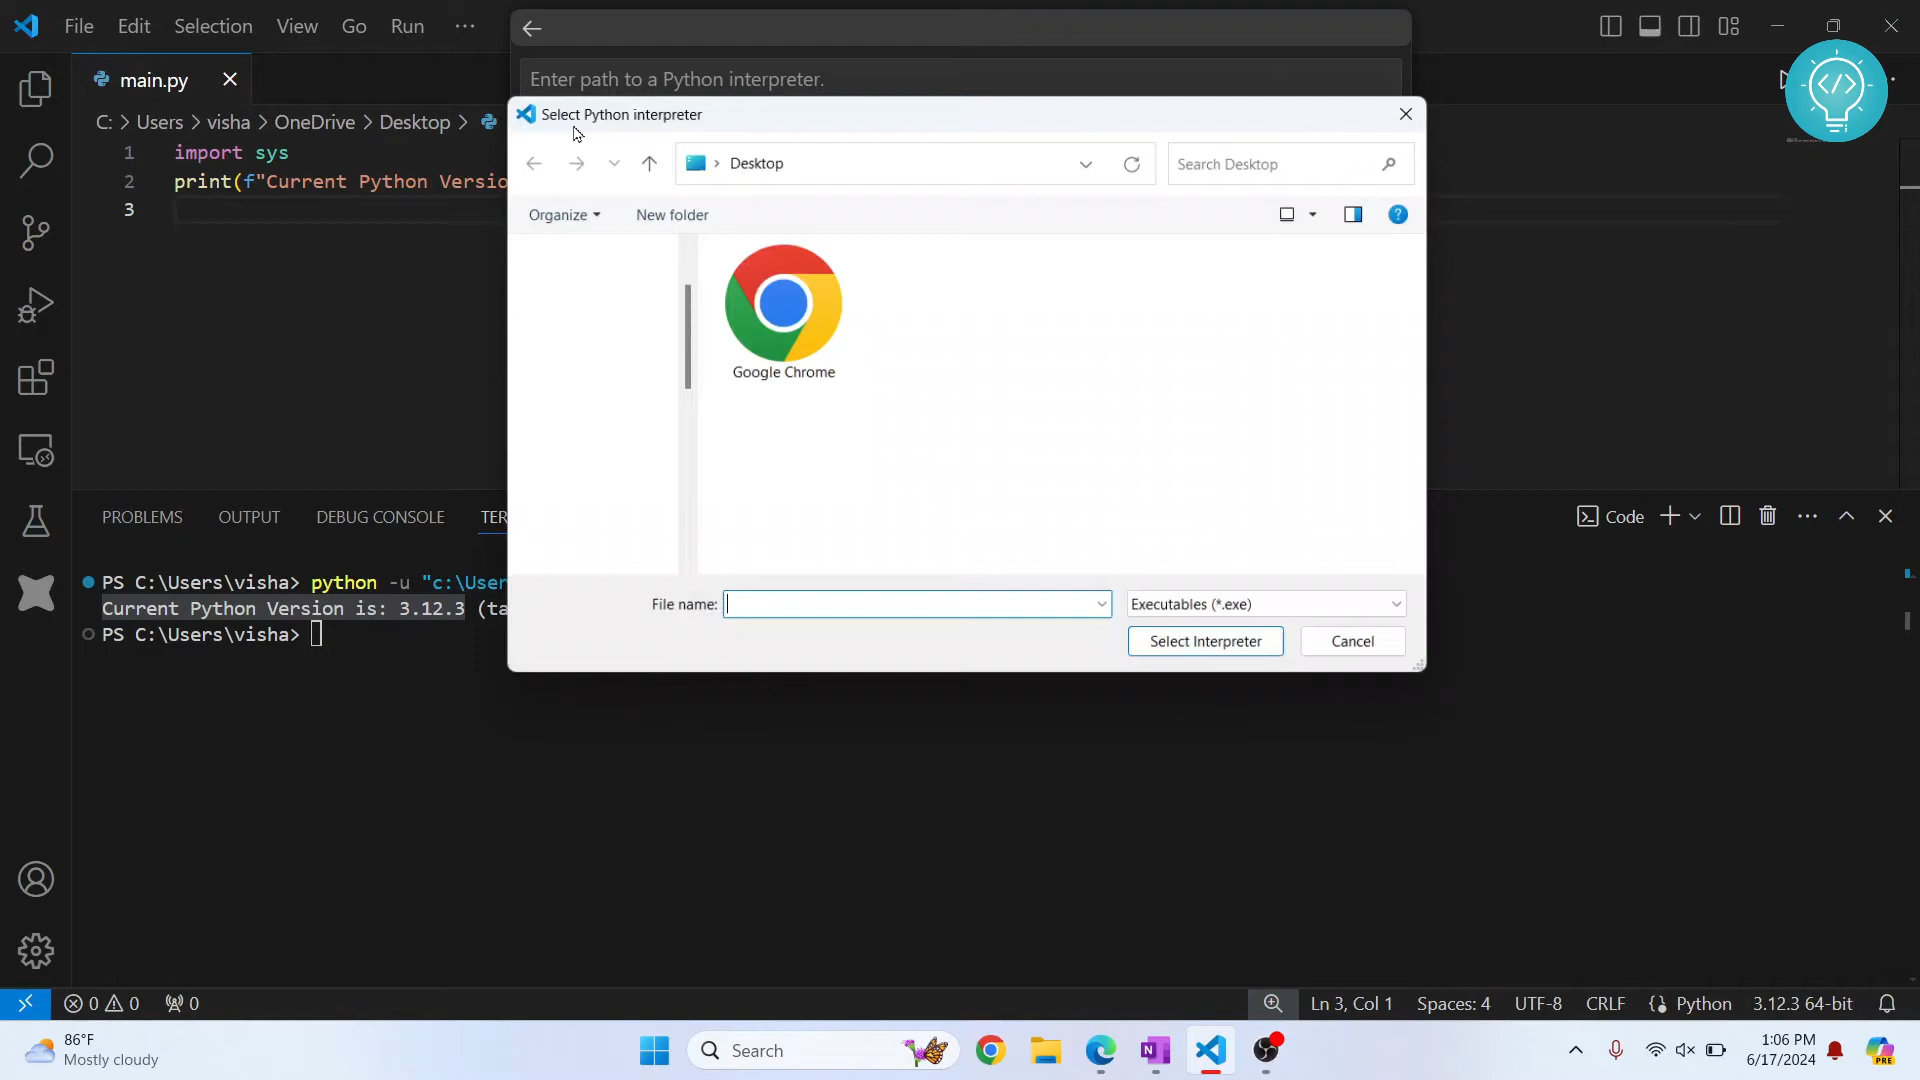 File Edit Selection View Go Run ···
Enter path to a Python interpreter.
main.py
C: > Users > visha > OneDrive > Desktop >
1 import sys
2 print(f"Current Python Versio
3
Select Python interpreter
Desktop
Search Desktop
Organize
New folder
Google Chrome
File name:
Executables (*.exe)
Select Interpreter
Cancel
PROBLEMS OUTPUT DEBUG CONSOLE TER
Code
PS C:\Users\visha> python -u "c:\User
Current Python Version is: 3.12.3 (ta
PS C:\Users\visha>
0 0 0
Ln 3, Col 1 Spaces: 4 UTF-8 CRLF {} Python 3.12.3 64-bit
86°F
Mostly cloudy
Search
1:06 PM
6/17/2024
PRE